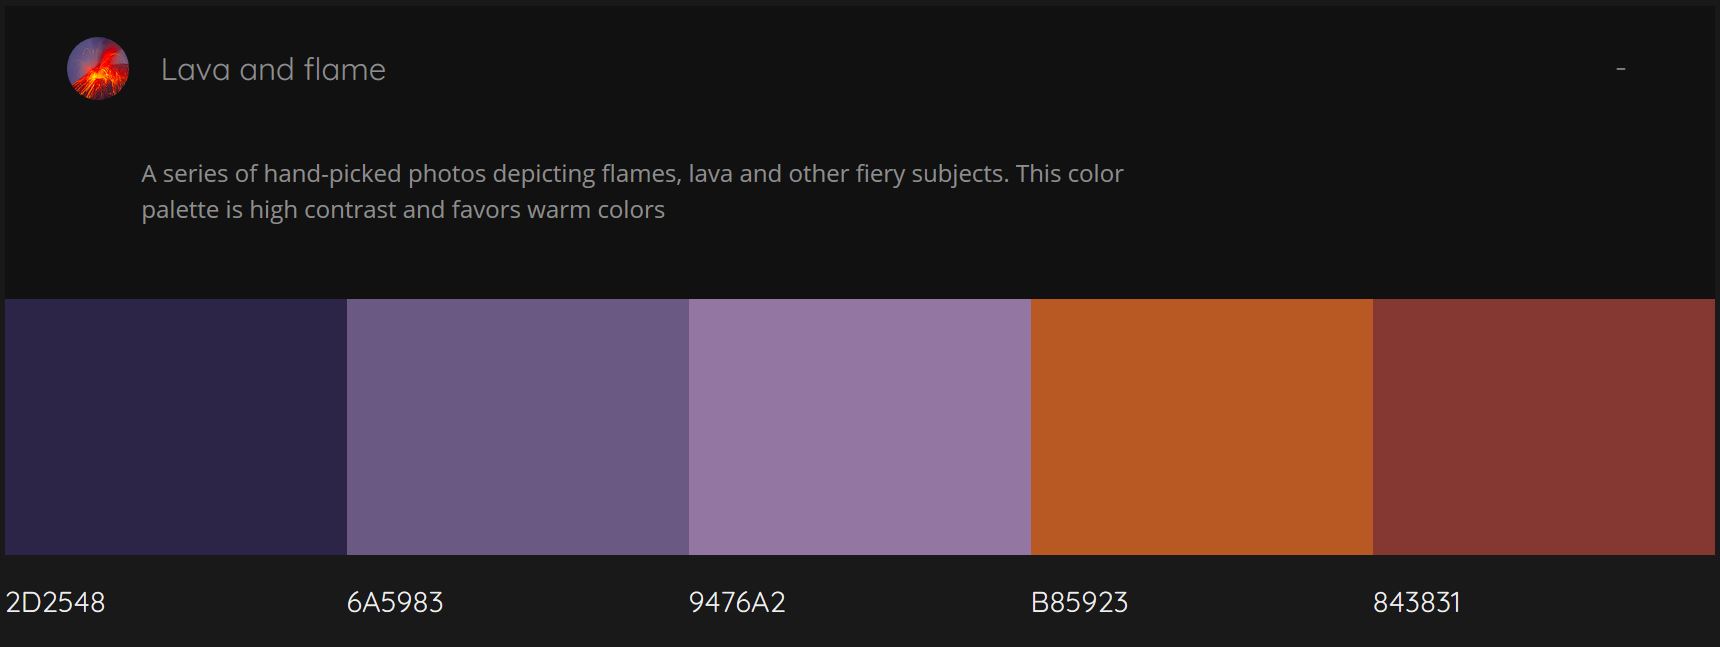 Lava and flame
-
A series of hand-picked photos depicting flames, lava and other fiery subjects. This color
palette is high contrast and favors warm colors
2D2548
6A5983
9476A2
B85923
843831